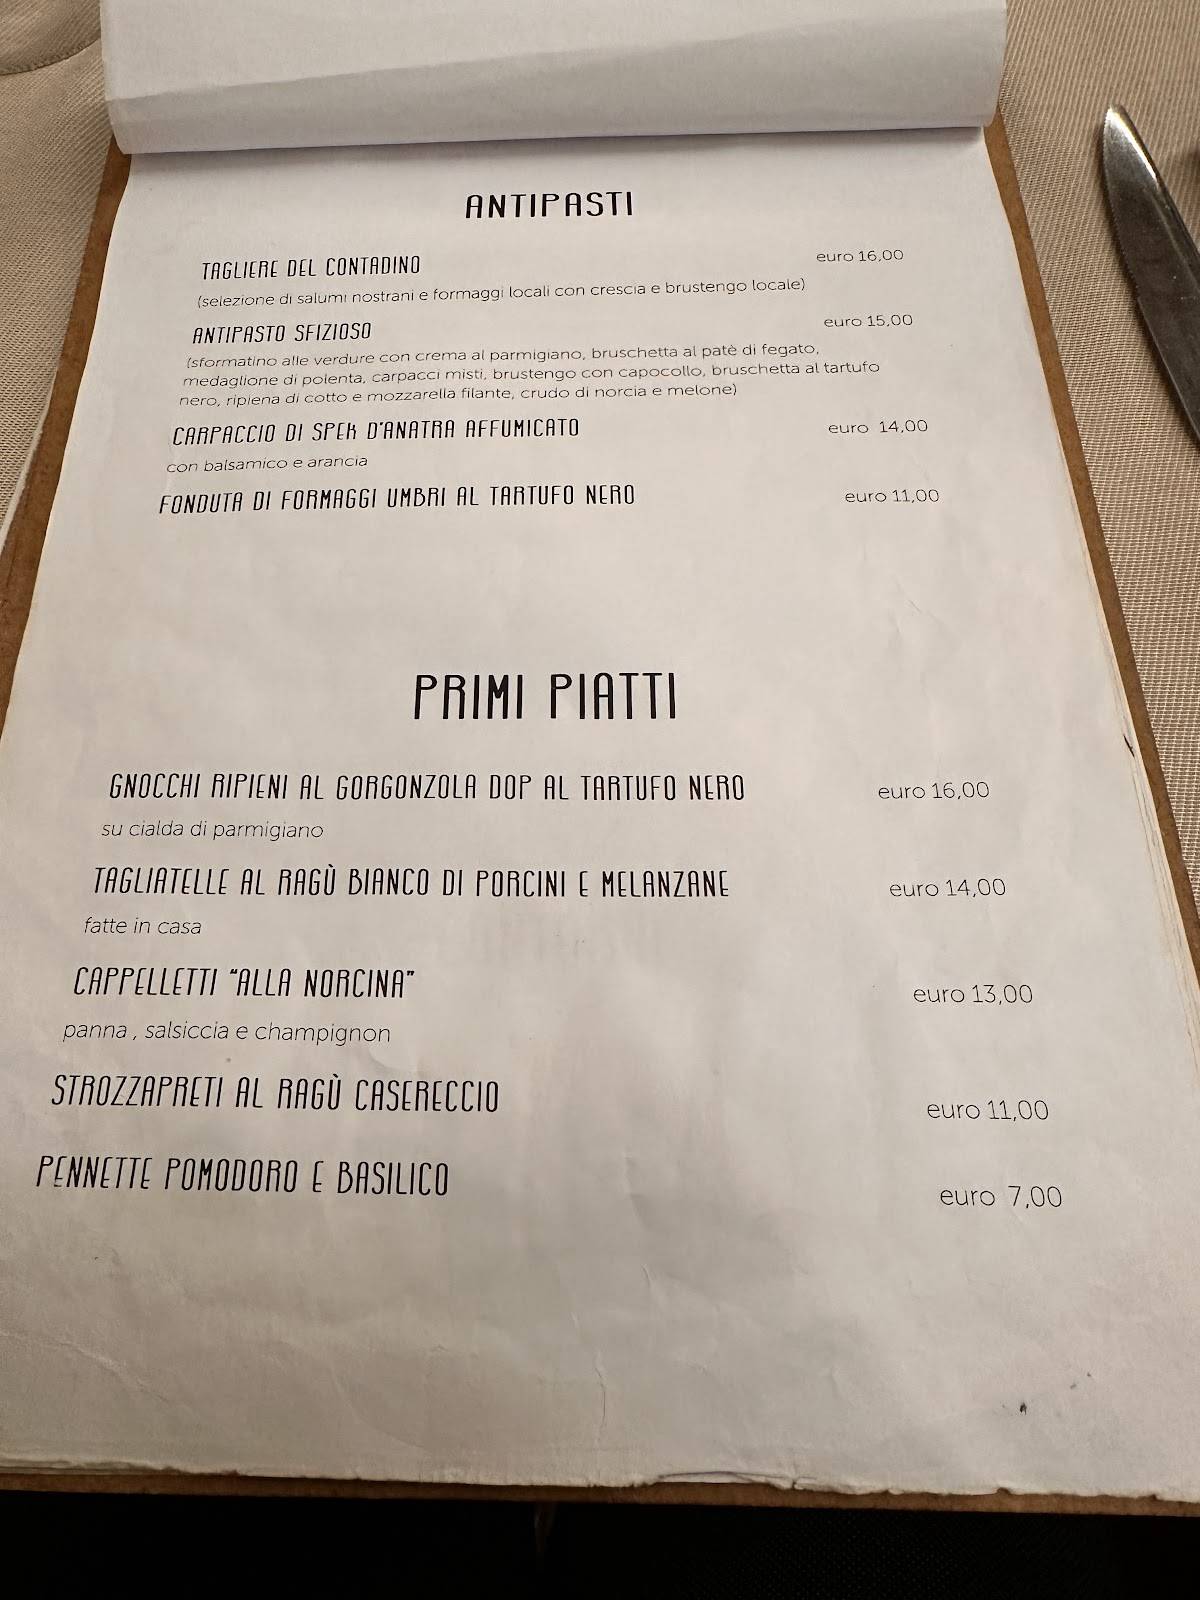 ANTIPASTI
TAGLIERE DEL CONTADINO euro 16,00
(selezione di salumi nostrani e formaggi locali con crescia e brustengo locale)
ANTIPASTO SFIZIOSO euro 15,00
(sformatino alle verdure con crema al parmigiano, bruschetta al patè di fegato,
medaglione di polenta, carpacci misti, brustengo con capocollo, bruschetta al tartufo
nero, ripiena di cotto e mozzarella filante, crudo di norcia e melone)
CARPACCIO DI SPEK D'ANATRA AFFUMICATO euro 14,00
con balsamico e arancia
FONDUTA DI FORMAGGI UMBRI AL TARTUFO NERO euro 11,00
PRIMI PIATTI
GNOCCHI RIPIENI AL GORGONZOLA DOP AL TARTUFO NERO euro 16,00
su cialda di parmigiano
TAGLIATELLE AL RAGÙ BIANCO DI PORCINI E MELANZANE euro 14,00
fatte in casa
CAPPELLETTI “ALLA NORCINA” euro 13,00
panna , salsiccia e champignon
STROZZAPRETI AL RAGÙ CASERECCIO euro 11,00
PENNETTE POMODORO E BASILICO euro 7,00